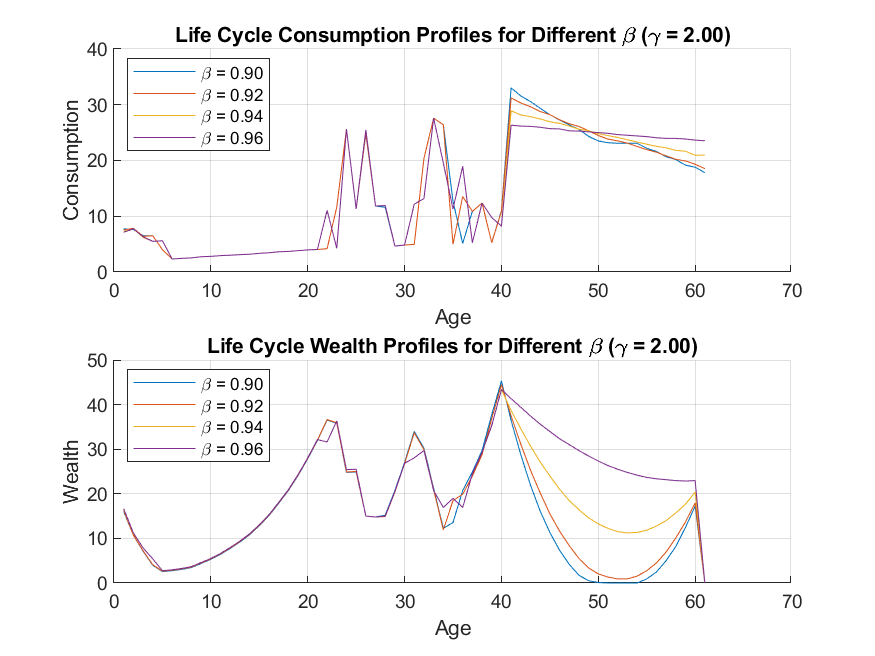 Life Cycle Consumption Profiles for Different β (γ = 2.00)
40
30
20
10
0
Consumption
β = 0.90
β = 0.92
β = 0.94
β = 0.96
0 10 20 30 40 50 60 70
Age
Life Cycle Wealth Profiles for Different β (γ = 2.00)
50
40
30
20
10
0
Wealth
β = 0.90
β = 0.92
β = 0.94
β = 0.96
0 10 20 30 40 50 60 70
Age